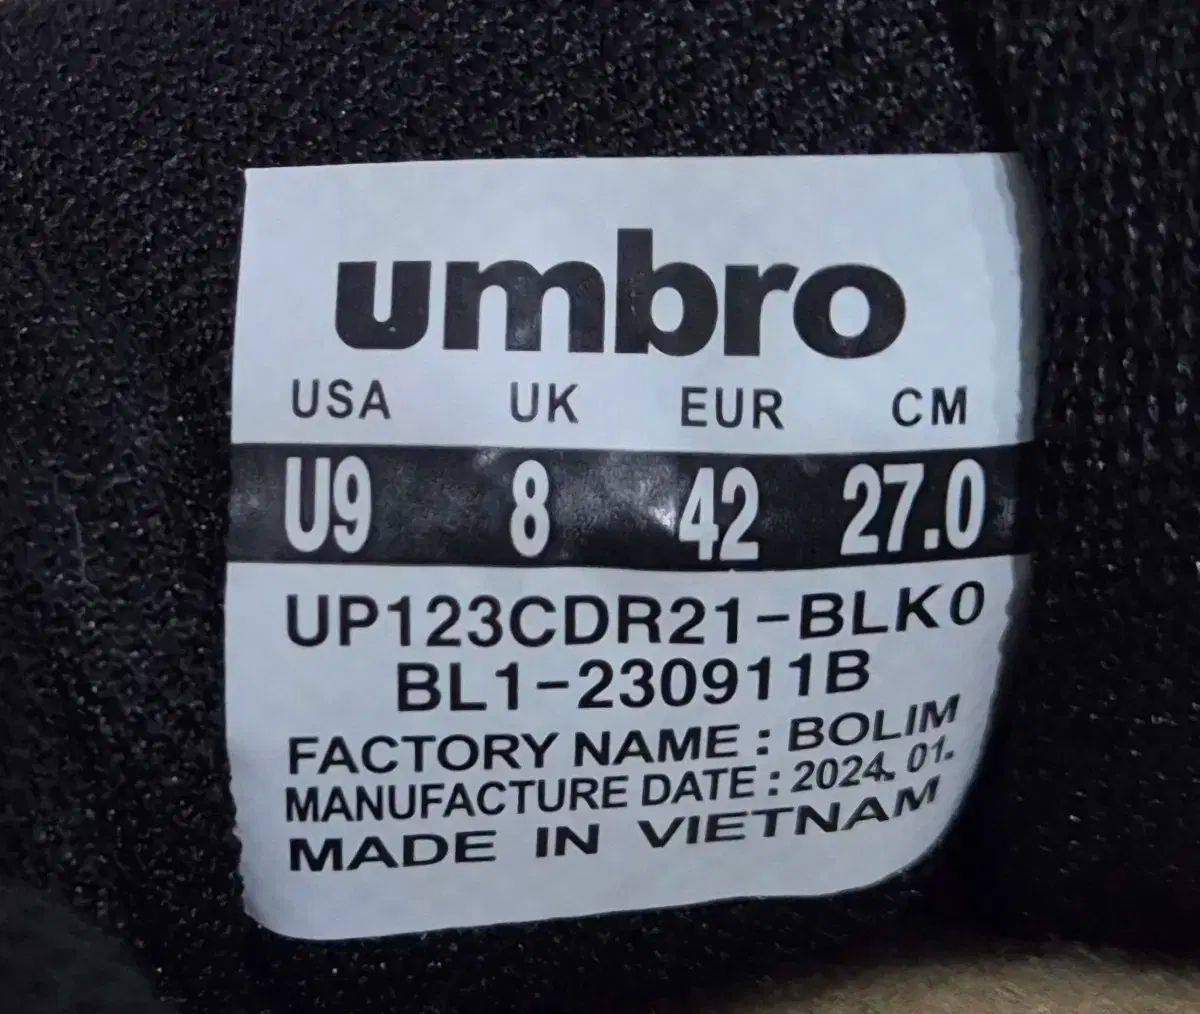 umbro
USA UK EUR CM
U9 8 42 27.0
UP123CDR21-BLK0
BL1-230911B
FACTORY NAME : BOLIM
MANUFACTURE DATE : 2024. 01.
MADE IN VIETNAM